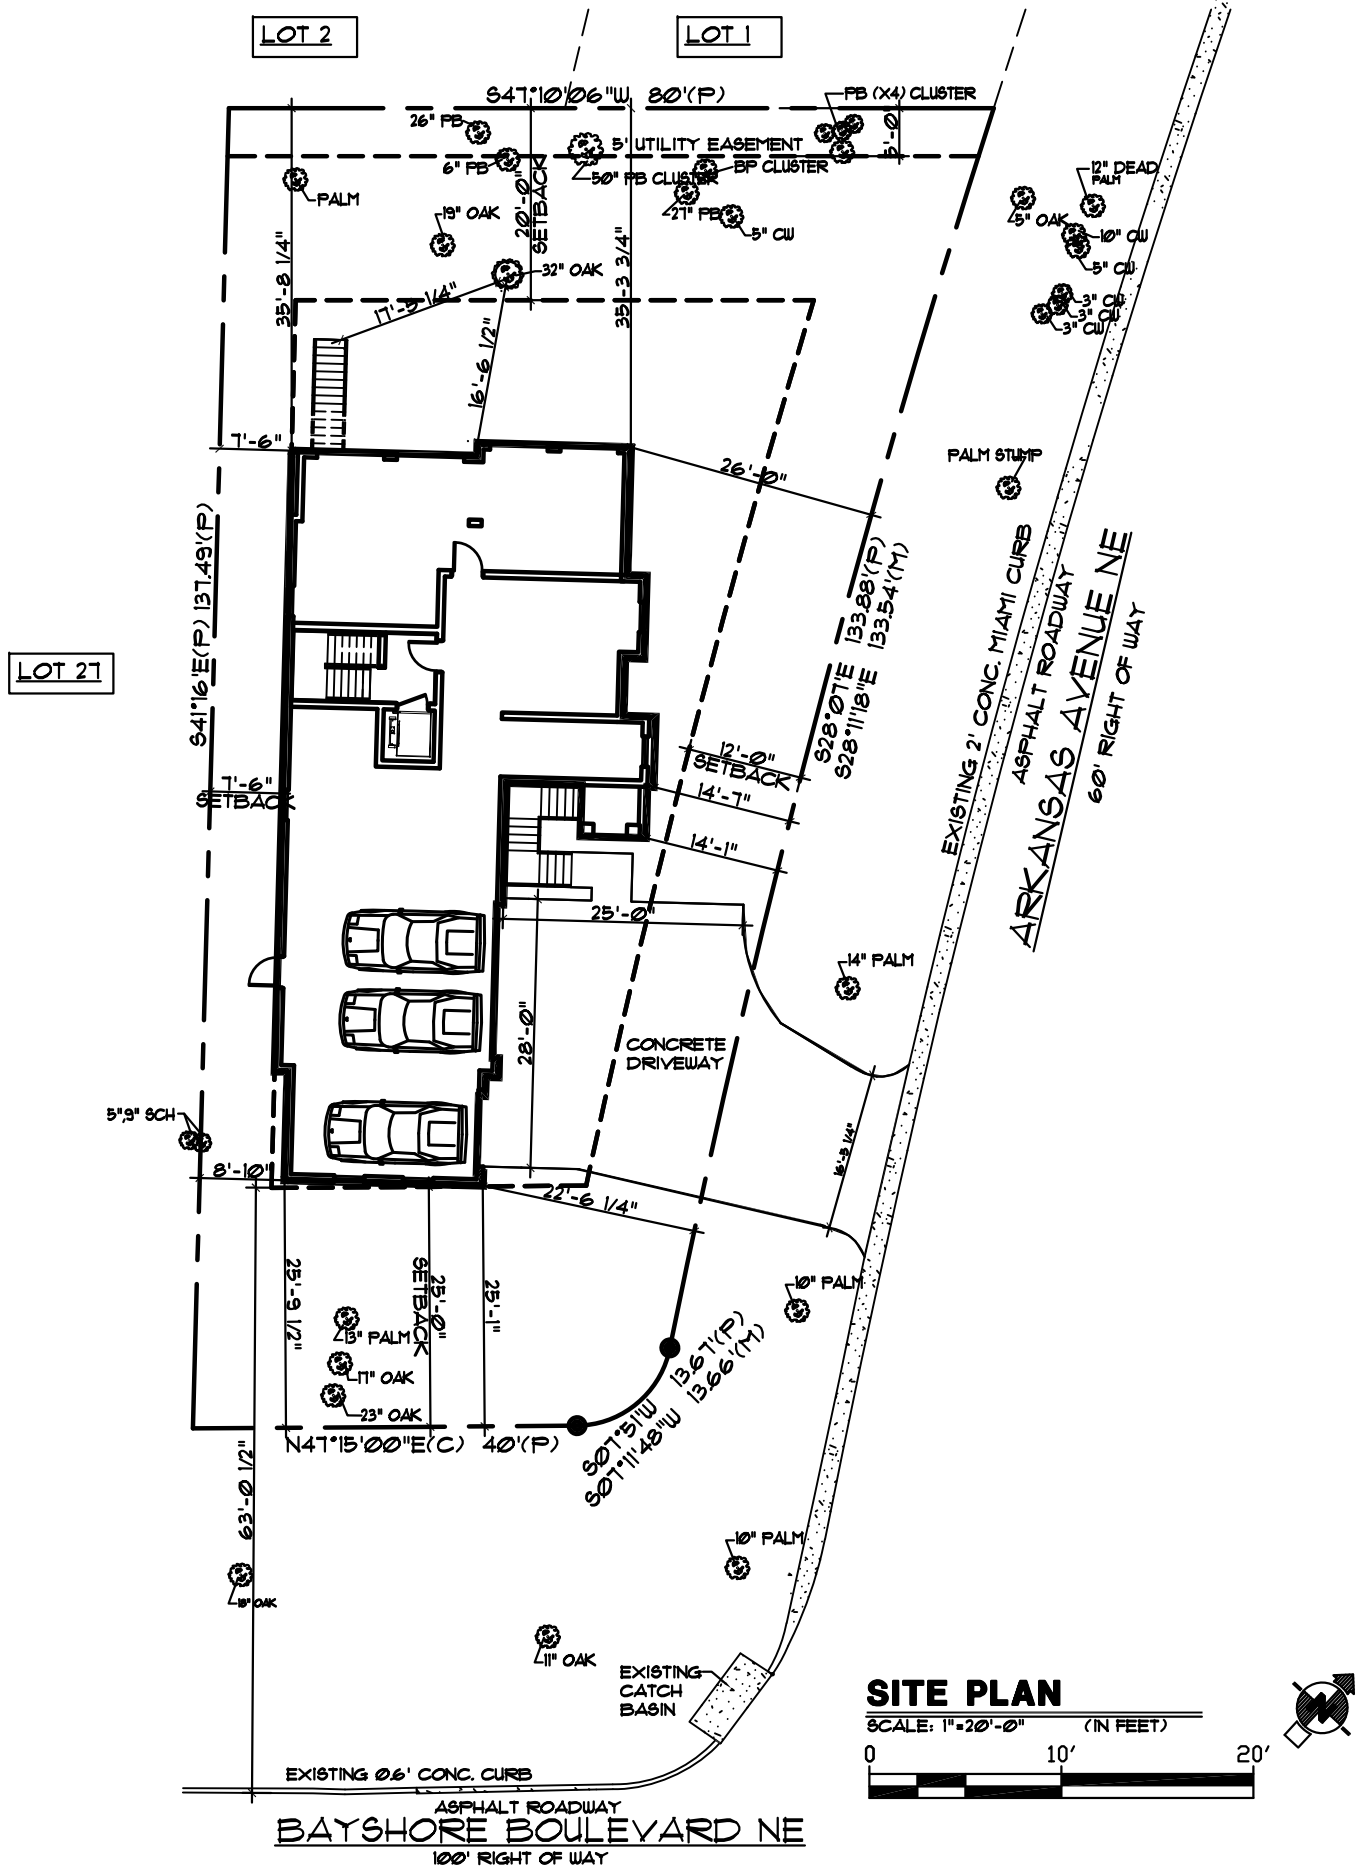 LOT 2
LOT 1
S47°10'06"W 80'(P)
PB (X4) CLUSTER
26" PB
5' UTILITY EASEMENT
5'-0"
6" PB
BP CLUSTER
50" PB CLUSTER
12" DEAD
PALM
PALM
20'-0"
SETBACK
27" PB
19" OAK
5" CW
5" OAK
10" CW
5" CW
32" OAK
35'-8 1/4"
35'-3 3/4"
17'-5 1/4"
3" CW
3" CW
3" CW
16'-6 1/2"
7'-6"
26'-0"
PALM STUMP
S41°16'E(P) 137.49'(P)
S28°07'E 133.88'(P)
S28°11'18"E 133.54'(M)
EXISTING 2' CONC. MIAMI CURB
ASPHALT ROADWAY
ARKANSAS AVENUE NE
60' RIGHT OF WAY
LOT 27
12'-0"
SETBACK
7'-6"
SETBACK
14'-7"
14'-1"
25'-0"
14" PALM
28'-0"
CONCRETE
DRIVEWAY
5",9" SCH
16'-5 1/4"
8'-10"
22'-6 1/4"
25'-9 1/2"
SETBACK
25'-0"
25'-1"
10" PALM
13" PALM
17" OAK
23" OAK
13.67'(P)
13.66'(M)
S07°51'W
S07°11'48"W
N47°15'00"E(C) 40'(P)
63'-0 1/2"
10" PALM
18" OAK
11" OAK
EXISTING
CATCH
BASIN
SITE PLAN
SCALE: 1"=20'-0" (IN FEET)
0 10' 20'
N
EXISTING 0.6' CONC. CURB
ASPHALT ROADWAY
BAYSHORE BOULEVARD NE
100' RIGHT OF WAY